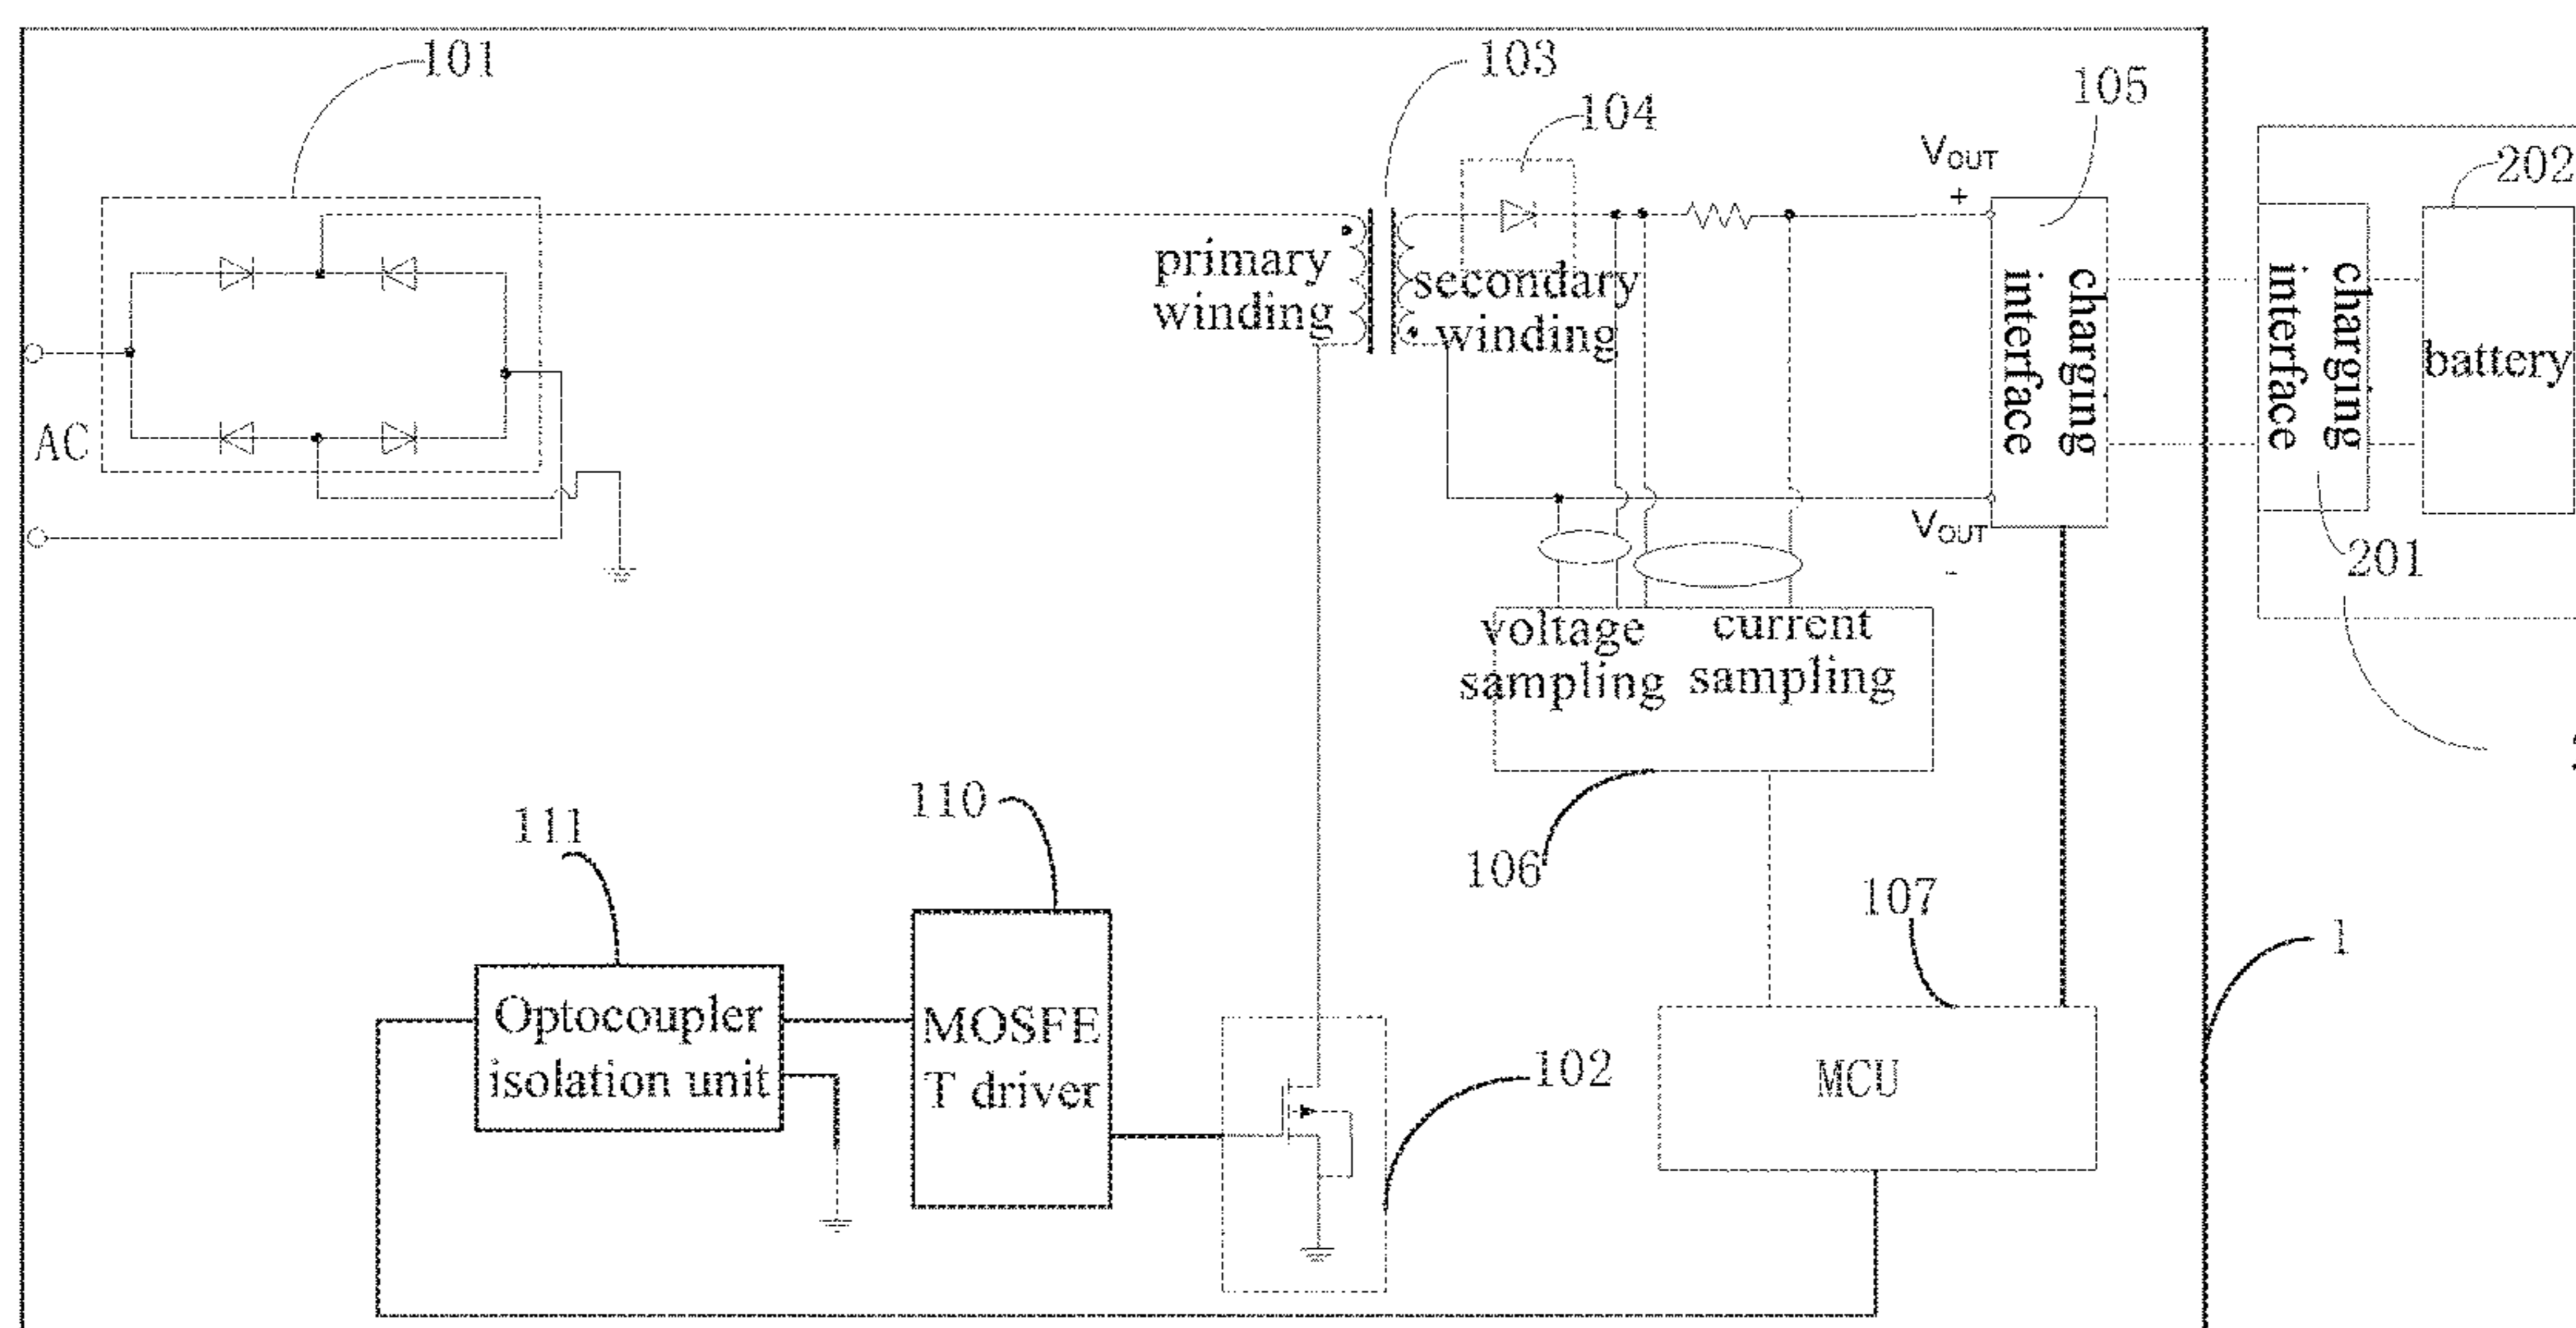 101
103
104
105
VOUT
+
202
primary
winding
secondary
winding
charging
interface
charging
interface
battery
AC
VOUT
-
201
voltage
sampling
current
sampling
110
111
106
107
1
Optocoupler
isolation unit
MOSFE
T driver
102
MCU